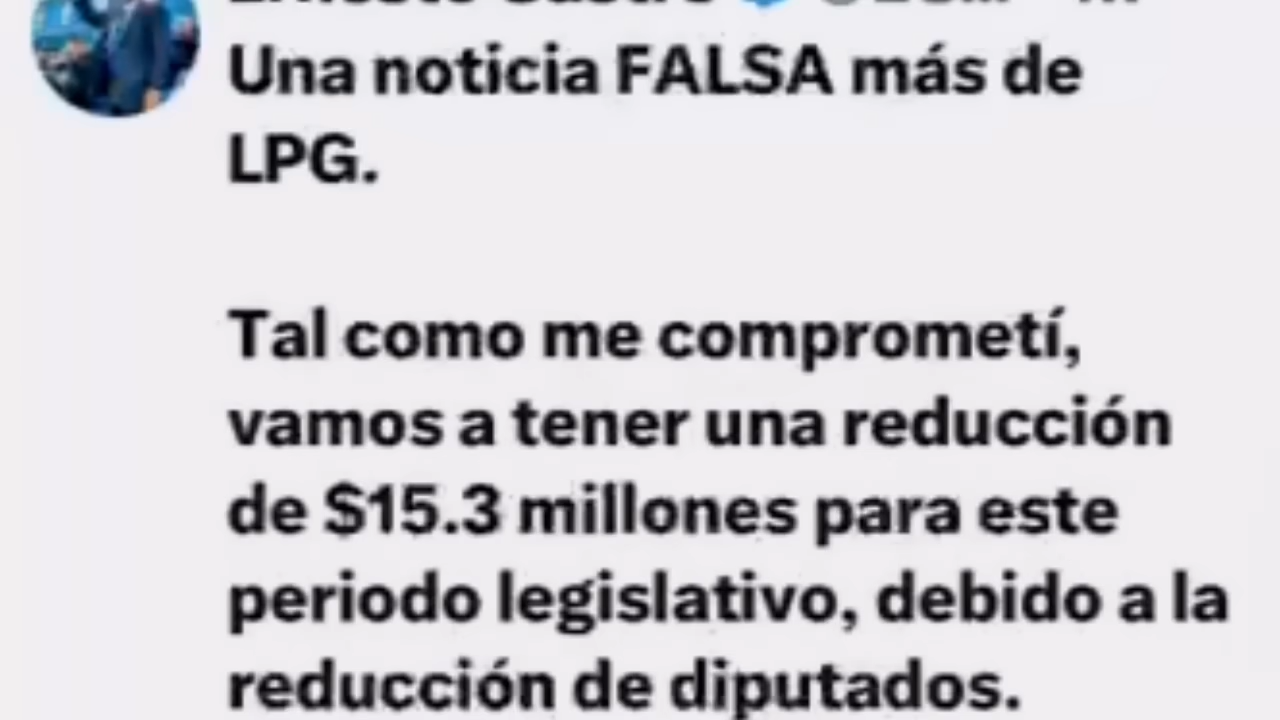 Una noticia FALSA más de
LPG.
Tal como me comprometí,
vamos a tener una reducción
de $15.3 millones para este
periodo legislativo, debido a la
reducción de diputados.